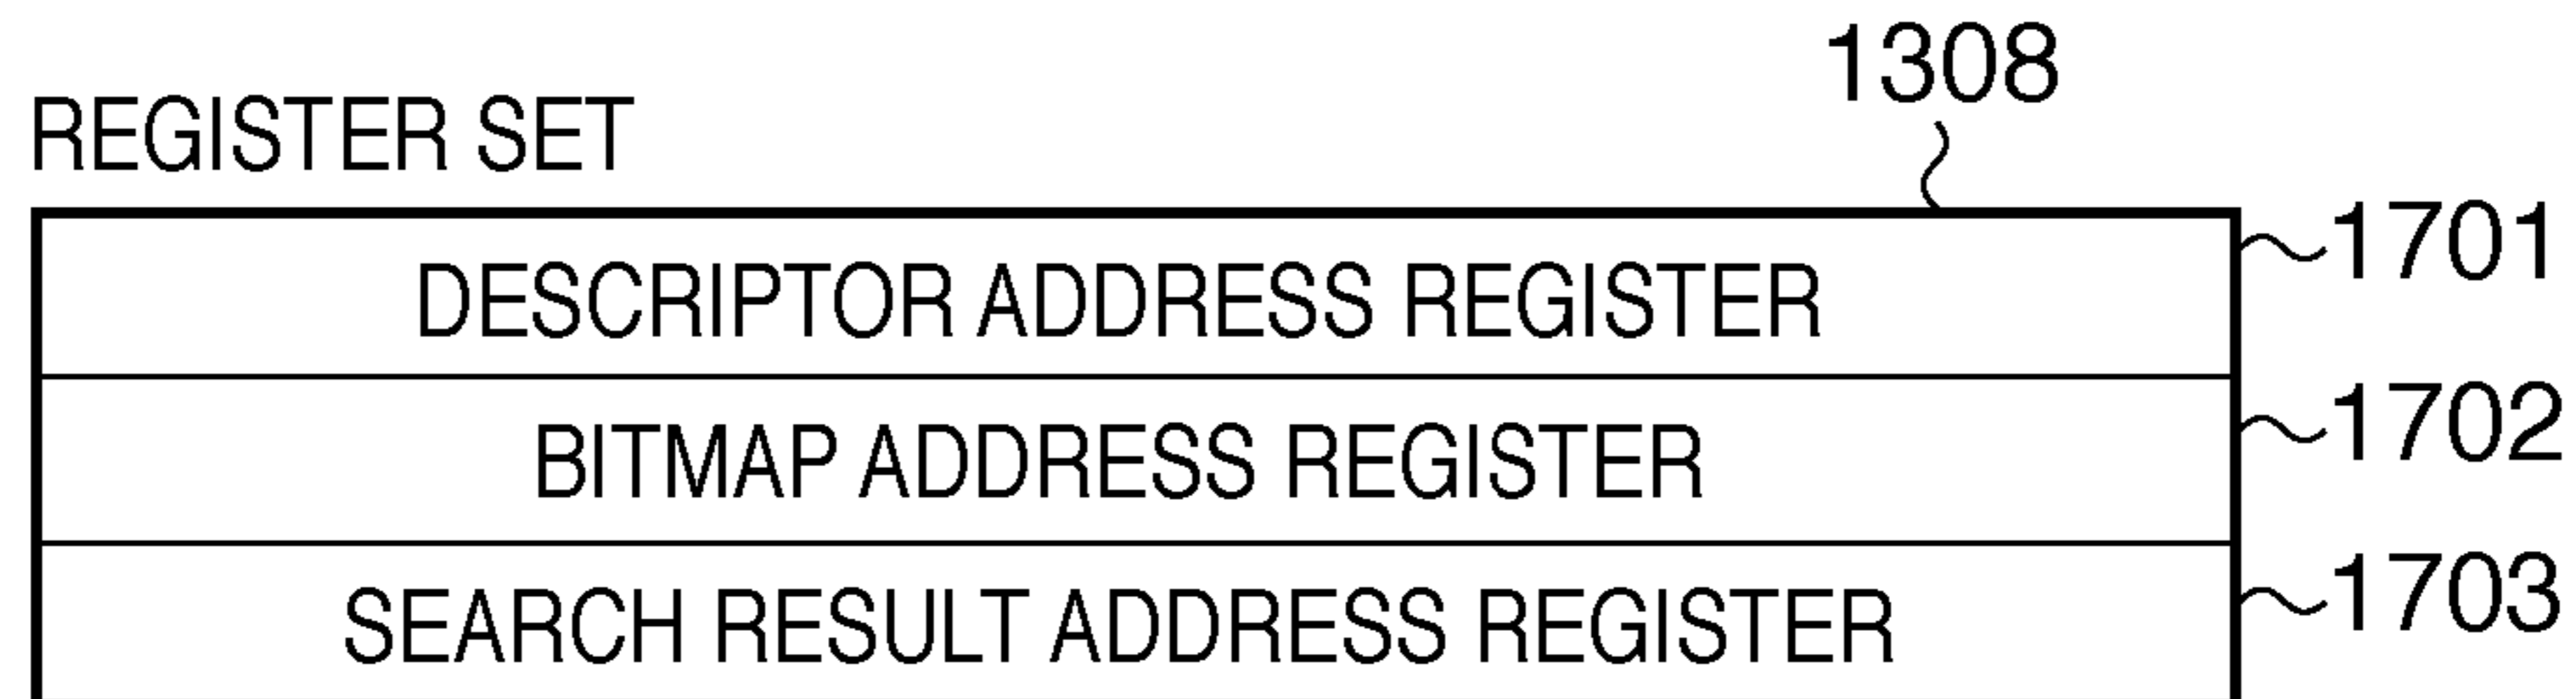 1308
REGISTER SET
DESCRIPTOR ADDRESS REGISTER 1701
BITMAP ADDRESS REGISTER 1702
SEARCH RESULT ADDRESS REGISTER 1703